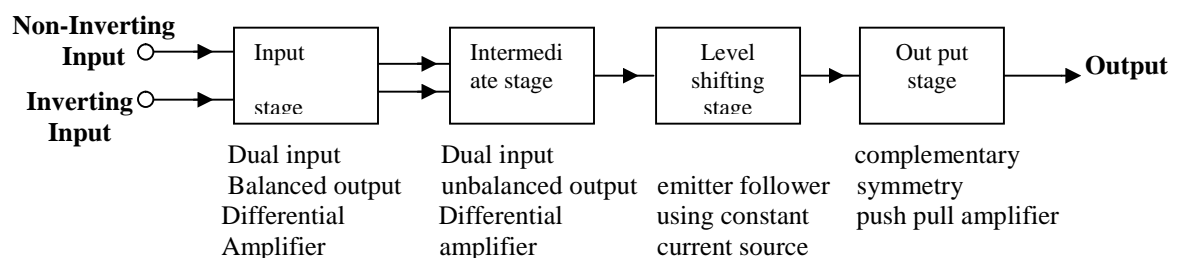 Non-Inverting
Input
Inverting
Input
Input
stage
Intermedi
ate stage
Level
shifting
stage
Out put
stage
Output
Dual input
Balanced output
Differential
Amplifier
Dual input
unbalanced output
Differential
amplifier
emitter follower
using constant
current source
complementary
symmetry
push pull amplifier